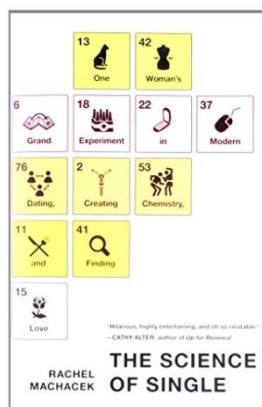 13 42
One Woman's
6 18 22 37
Grand Experiment in Modern
76 2 53
Dating, Creating Chemistry,
11 41
and Finding
15
Love
"Hilarious, highly entertaining, and oh so relatable."
– CATHY ALTER, author of Up for Renewal
RACHEL
MACHACEK
THE SCIENCE
OF SINGLE